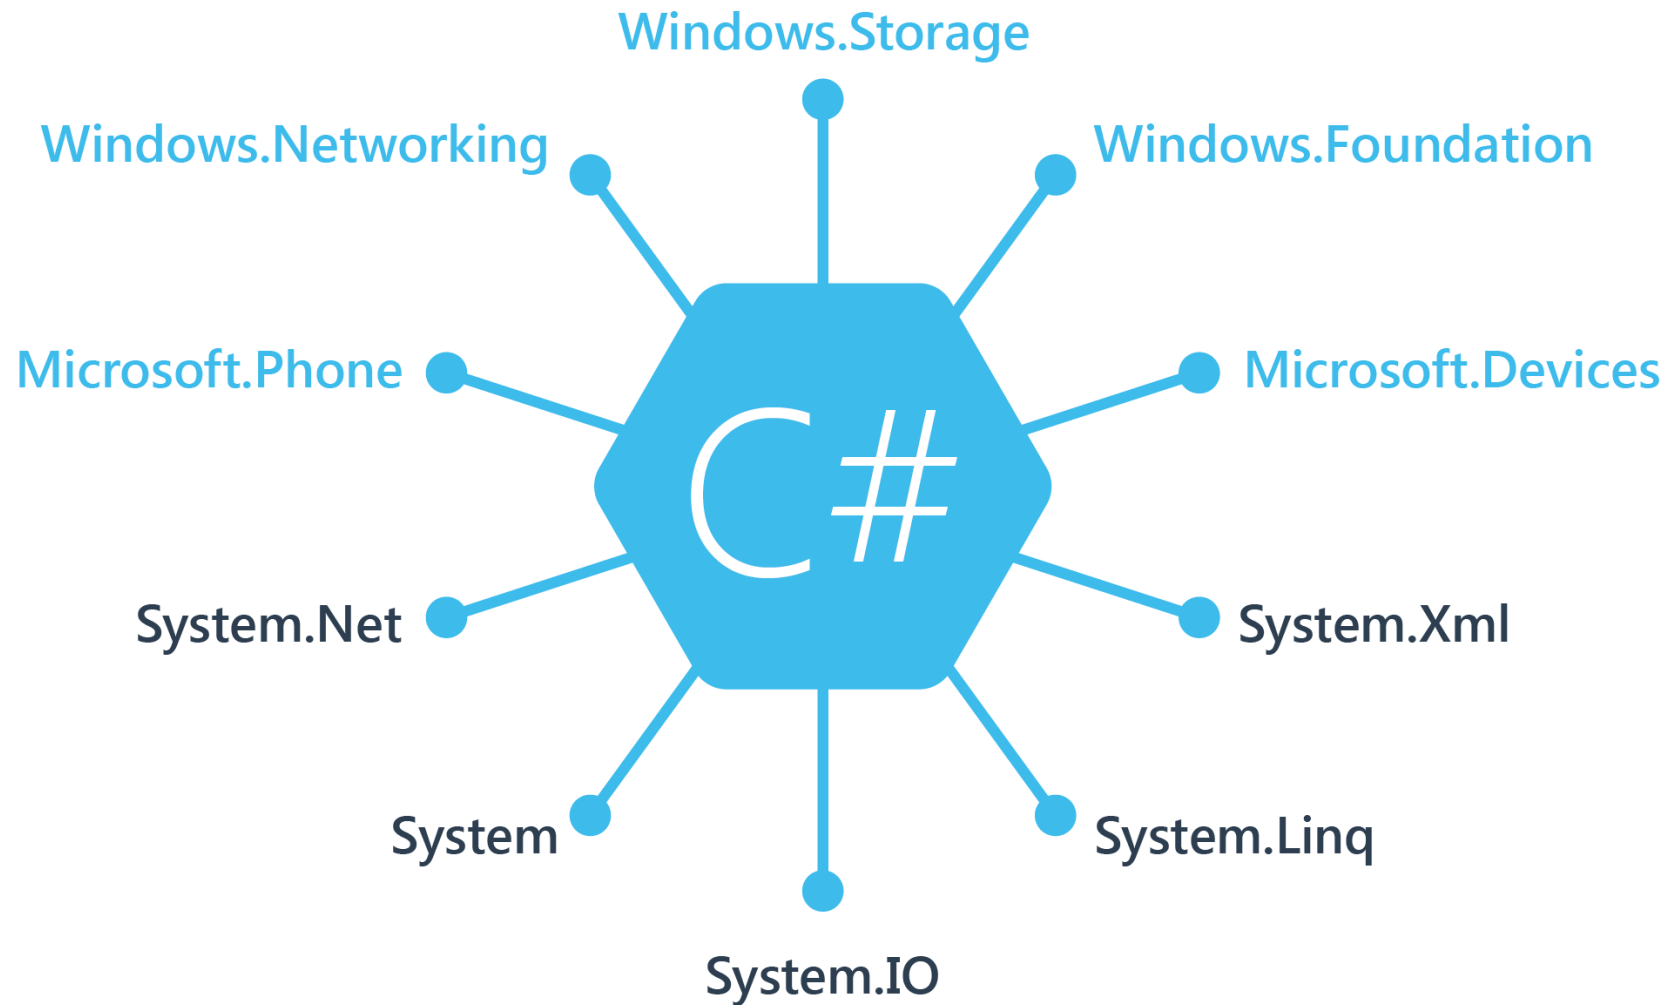 Windows.Storage
Windows.Networking
Windows.Foundation
Microsoft.Phone
Microsoft.Devices
C#
System.Net
System.Xml
System
System.Linq
System.IO